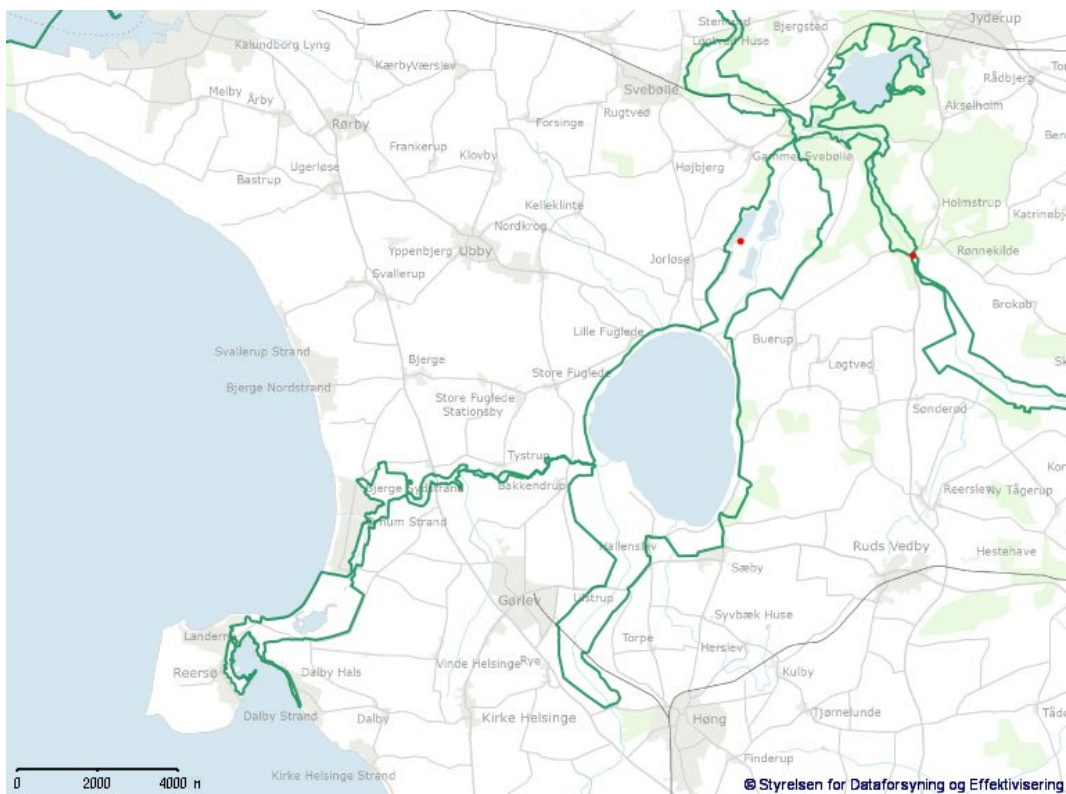 Stenrand
Bjergsted
Jyderup
Kalundborg Lyng
Løgtved Huse
KærbyVærslev
Rådbjerg
Melby
Svebølle
Årby
Akselholm
Rugtved
Forsinge
Rørby
Frankerup
Klovby
Højbjerg
Gammel Svebølle
Ugerløse
Bastrup
Kelleklinte
Holmstrup
Katrinebj
Nordkrog
Yppenbjerg
Ubby
Rønnekilde
Jorløse
Svallerup
Brokøb
Lille Fuglede
Buerup
Svallerup Strand
Løgtved
Bjerge
Store Fuglede
Bjerge Nordstrand
Store Fuglede
Stationsby
Sønderød
Tystrup
Bjerge Sydstrand
Bakkendrup
Reerslev
Ny Tågerup
Hallenslev
Ruds Vedby
Hestehave
Sæby
Gørlev
Ulstrup
Syvbæk Huse
Torpe
Herslev
Reersø
Dalby Hals
Vinde Helsinge
Rye
Kulby
Dalby Strand
Dalby
Kirke Helsinge
Høng
Tjørnelunde
Finderup
Kirke Helsinge Strand
0 2000 4000 M
© Styrelsen for Dataforsyning og Effektivisering